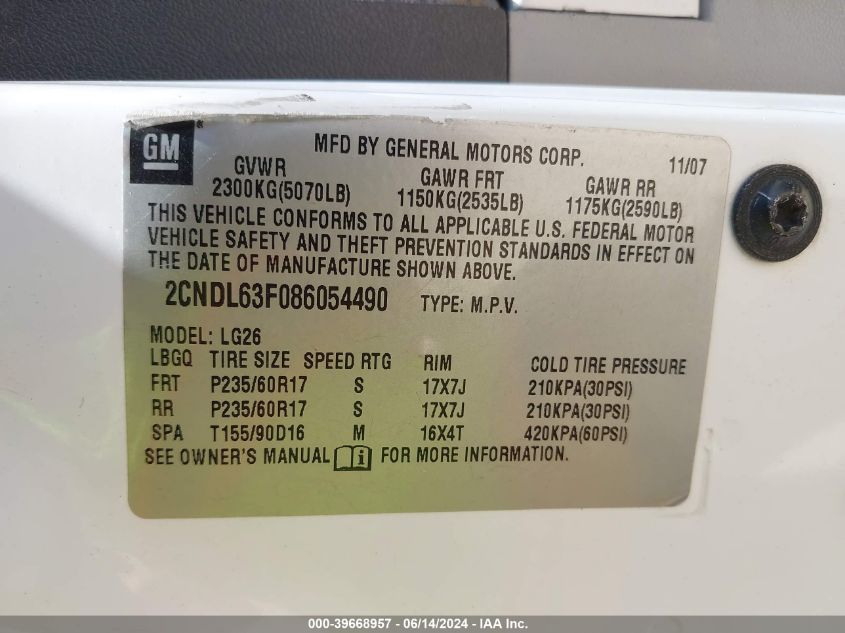 GM
MFD BY GENERAL MOTORS CORP. 11/07
GVWR GAWR FRT GAWR RR
2300KG(5070LB) 1150KG(2535LB) 1175KG(2590LB)
THIS VEHICLE CONFORMS TO ALL APPLICABLE U.S. FEDERAL MOTOR
VEHICLE SAFETY AND THEFT PREVENTION STANDARDS IN EFFECT ON
THE DATE OF MANUFACTURE SHOWN ABOVE.
2CNDL63F086054490 TYPE: M.P.V.
MODEL: LG26
LBGQ TIRE SIZE SPEED RTG RIM COLD TIRE PRESSURE
FRT P235/60R17 S 17X7J 210KPA(30PSI)
RR P235/60R17 S 17X7J 210KPA(30PSI)
SPA T155/90D16 M 16X4T 420KPA(60PSI)
SEE OWNER'S MANUAL i FOR MORE INFORMATION.
000-39668957 - 06/14/2024 - IAA Inc.